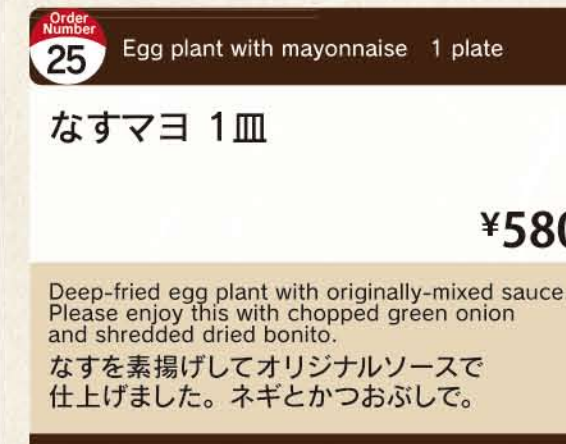 Order
Number
25
Egg plant with mayonnaise 1 plate
なすマヨ 1皿
¥580
Deep-fried egg plant with originally-mixed sauce
Please enjoy this with chopped green onion
and shredded dried bonito.
なすを素揚げしてオリジナルソースで
仕上げました。ネギとかつおぶしで。